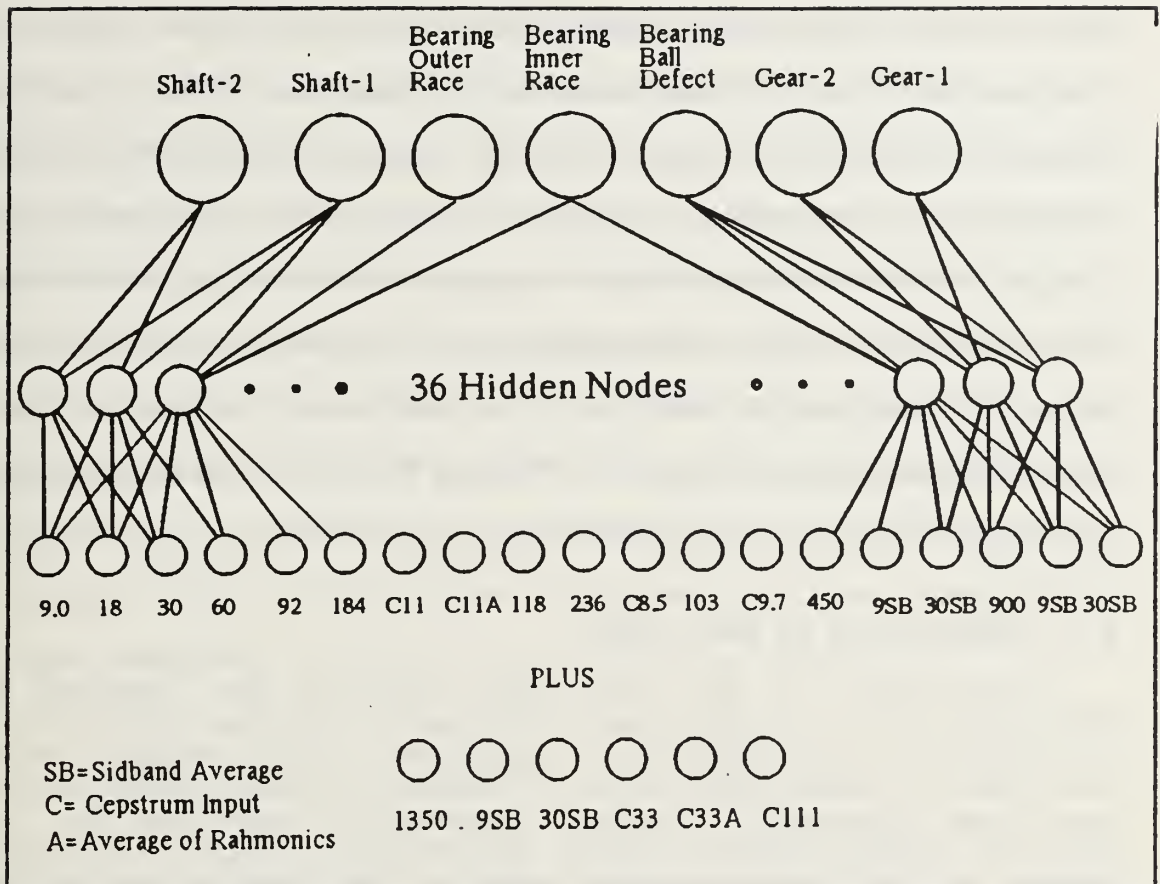 Shaft-2
Shaft-1
Bearing
Outer
Race
Bearing
Inner
Race
Bearing
Ball
Defect
Gear-2
Gear-1
36 Hidden Nodes
9.0 18 30 60 92 184 C11 C11A 118 236 C8.5 103 C9.7 450 9SB 30SB 900 9SB 30SB
PLUS
SB=Sidband Average
C= Cepstrum Input
A=Average of Rahmonics
1350 . 9SB 30SB C33 C33A C111